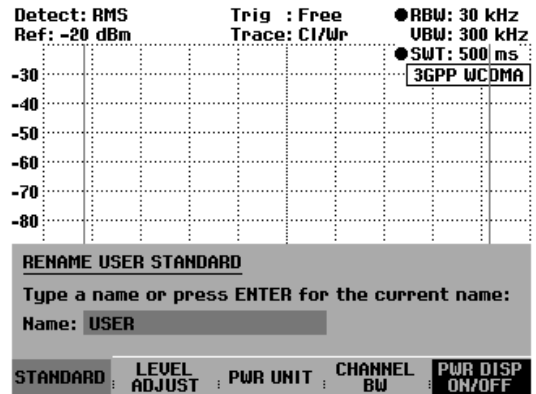 Detect: RMS Trig : Free ●RBW: 30 kHz
Ref: -20 dBm Trace: Cl/Wr VBW: 300 kHz
●SWT: 500 ms
3GPP WCDMA
-30
-40
-50
-60
-70
-80
RENAME USER STANDARD
Type a name or press ENTER for the current name:
Name: USER
STANDARD LEVEL ADJUST PWR UNIT CHANNEL BW PWR DISP ON/OFF